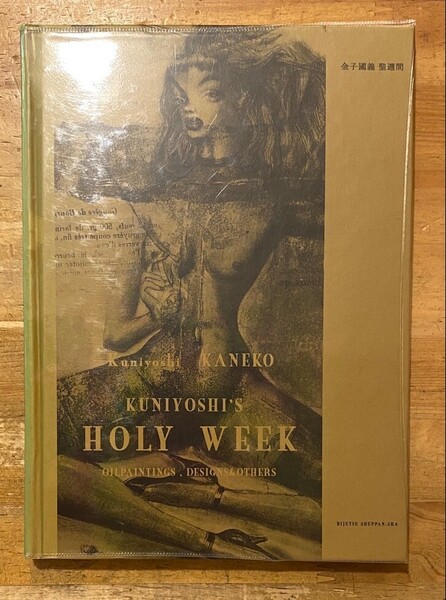 金子國義 聖週間
Kuniyoshi KANEKO
KUNIYOSHI'S
HOLY WEEK
OILPAINTINGS , DESIGNS&OTHERS
BIJUTSU SHUPPAN-SHA